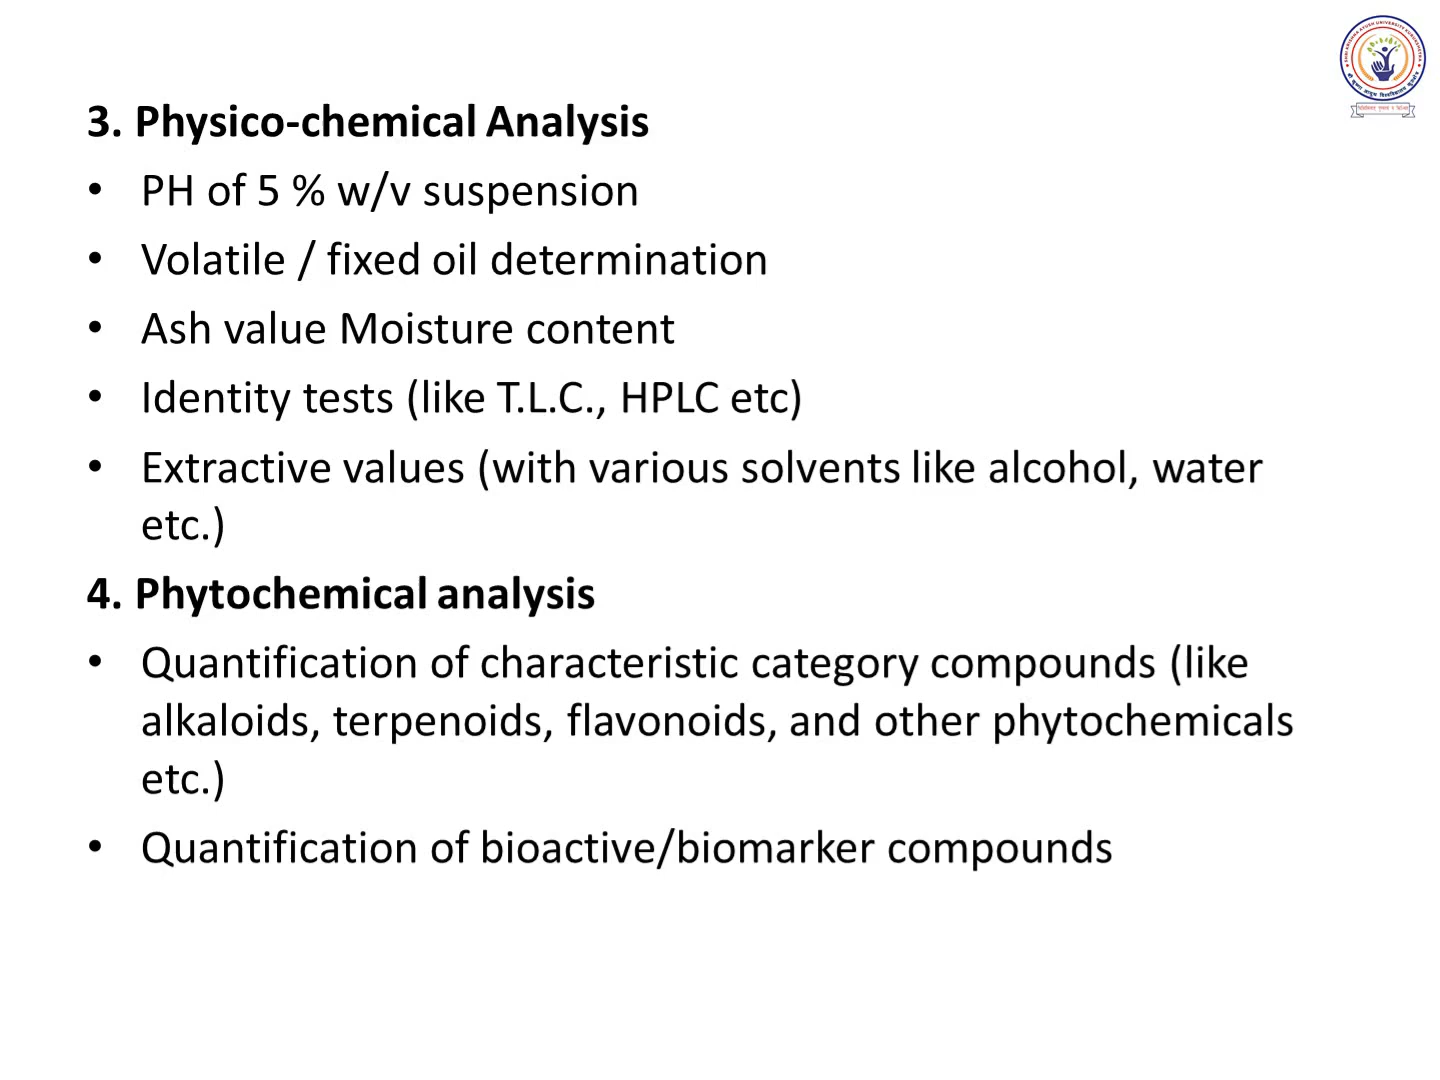 3. Physico-chemical Analysis
• PH of 5 % w/v suspension
• Volatile / fixed oil determination
• Ash value Moisture content
• Identity tests (like T.L.C., HPLC etc)
• Extractive values (with various solvents like alcohol, water
etc.)
4. Phytochemical analysis
• Quantification of characteristic category compounds (like
alkaloids, terpenoids, flavonoids, and other phytochemicals
etc.)
• Quantification of bioactive/biomarker compounds